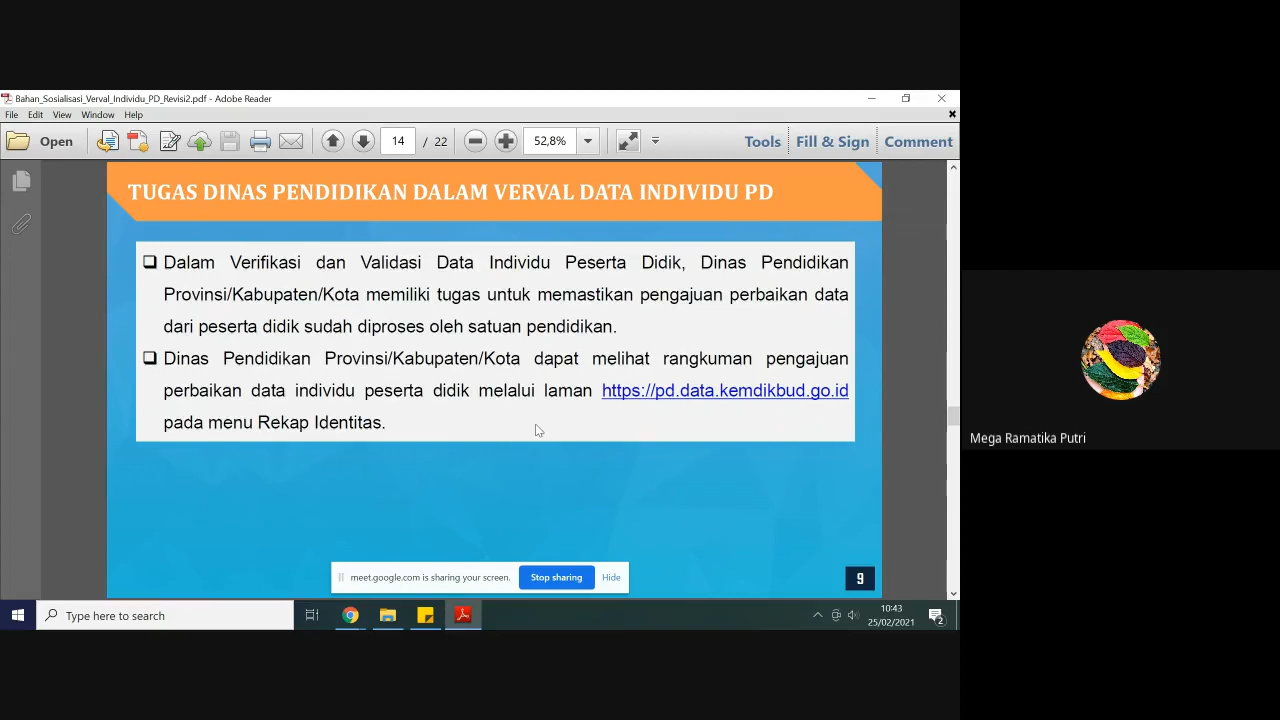 Bahan_Sosialisasi_Verval_Individu_PD_Revisi2.pdf - Adobe Reader
File Edit View Window Help
Open 14 / 22 52,8% Tools Fill & Sign Comment
TUGAS DINAS PENDIDIKAN DALAM VERVAL DATA INDIVIDU PD
Dalam Verifikasi dan Validasi Data Individu Peserta Didik, Dinas Pendidikan
Provinsi/Kabupaten/Kota memiliki tugas untuk memastikan pengajuan perbaikan data
dari peserta didik sudah diproses oleh satuan pendidikan.
Dinas Pendidikan Provinsi/Kabupaten/Kota dapat melihat rangkuman pengajuan
perbaikan data individu peserta didik melalui laman https://pd.data.kemdikbud.go.id
pada menu Rekap Identitas.
Mega Ramatika Putri
meet.google.com is sharing your screen. Stop sharing Hide
9
Type here to search
10:43
25/02/2021
2